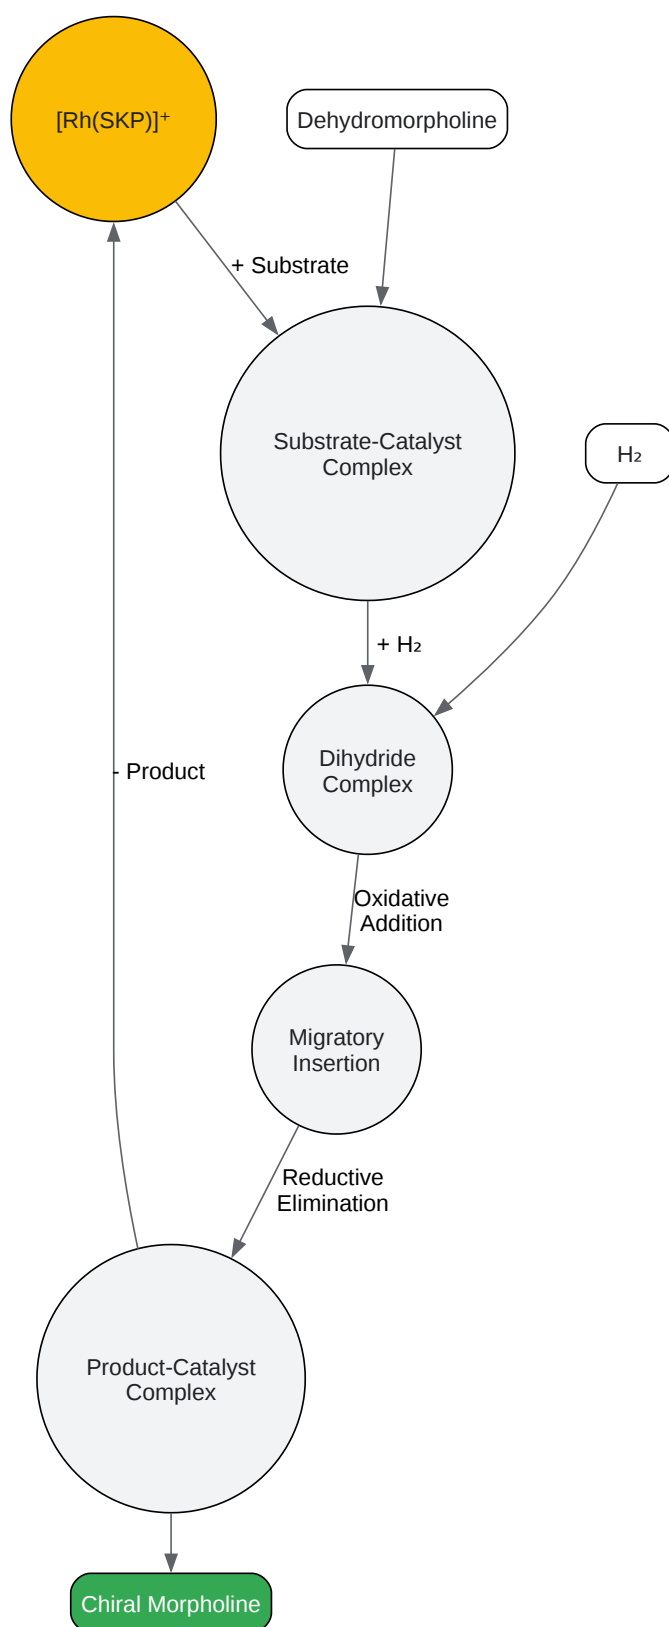 [Rh(SKP)]⁺
Dehydromorpholine
+ Substrate
Substrate-Catalyst
Complex
H₂
+ H₂
Dihydride
Complex
- Product
Oxidative
Addition
Migratory
Insertion
Reductive
Elimination
Product-Catalyst
Complex
Chiral Morpholine